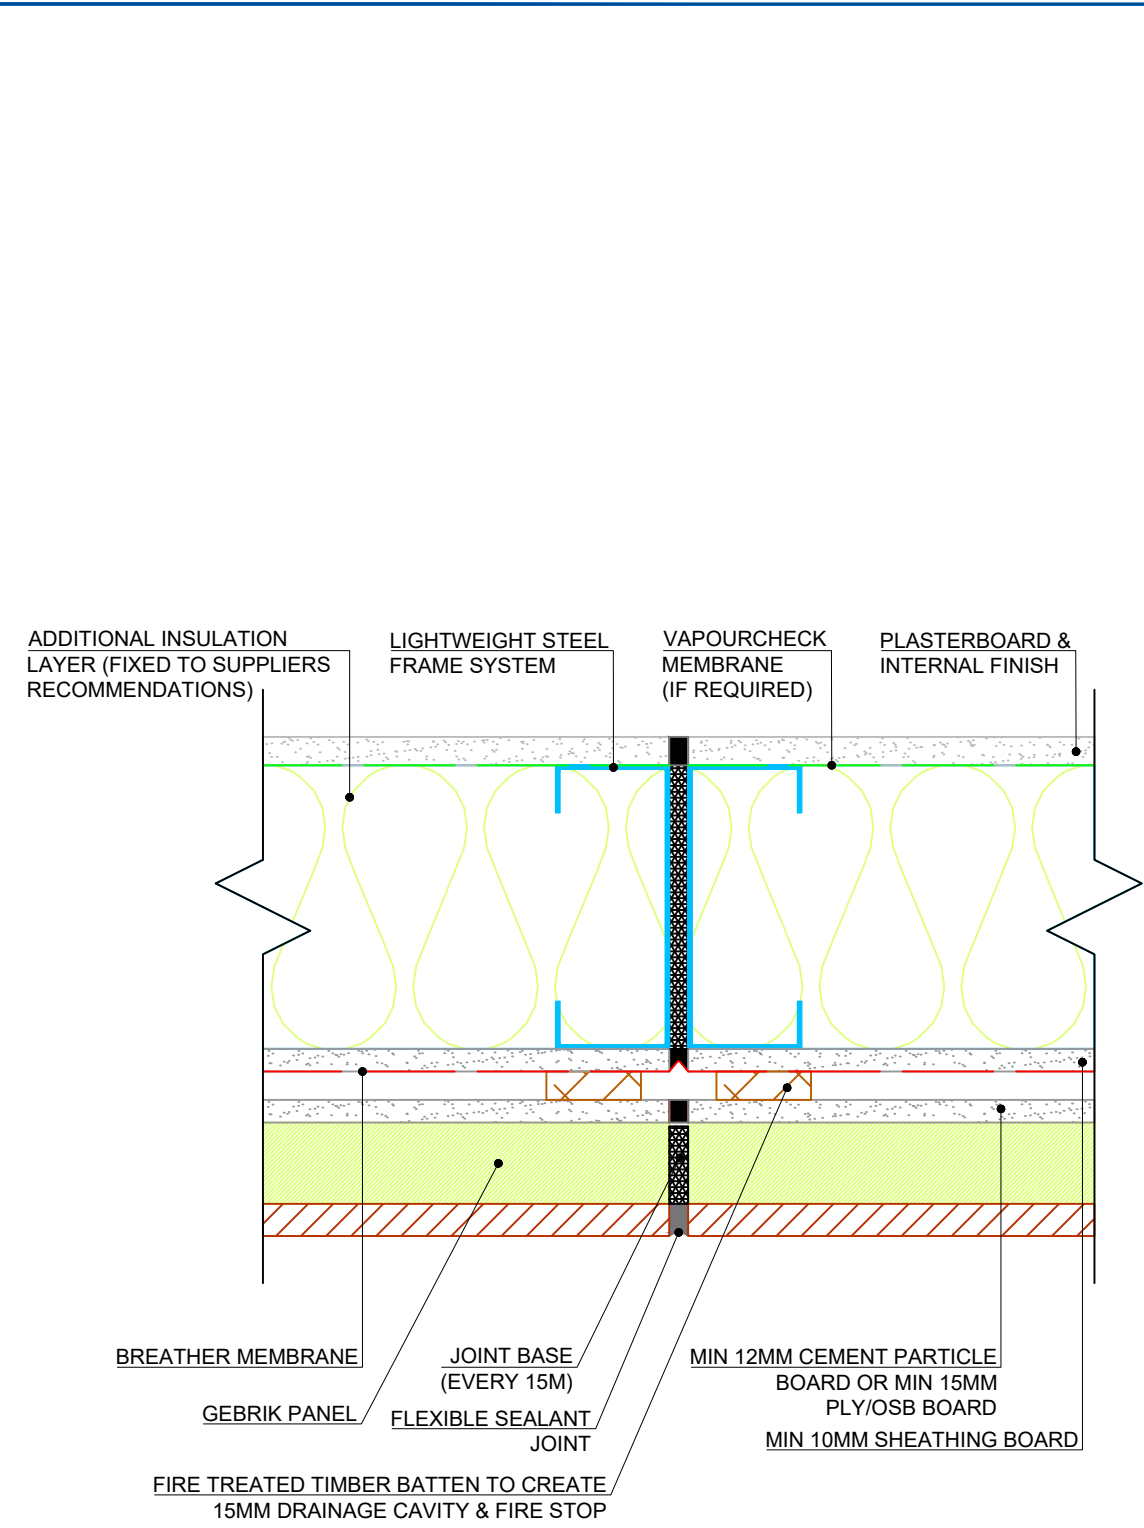 ADDITIONAL INSULATION
LAYER (FIXED TO SUPPLIERS
RECOMMENDATIONS)
LIGHTWEIGHT STEEL
FRAME SYSTEM
VAPOURCHECK
MEMBRANE
(IF REQUIRED)
PLASTERBOARD &
INTERNAL FINISH
BREATHER MEMBRANE
GEBRIK PANEL
JOINT BASE
(EVERY 15M)
FLEXIBLE SEALANT
JOINT
FIRE TREATED TIMBER BATTEN TO CREATE
15MM DRAINAGE CAVITY & FIRE STOP
MIN 12MM CEMENT PARTICLE
BOARD OR MIN 15MM
PLY/OSB BOARD
MIN 10MM SHEATHING BOARD